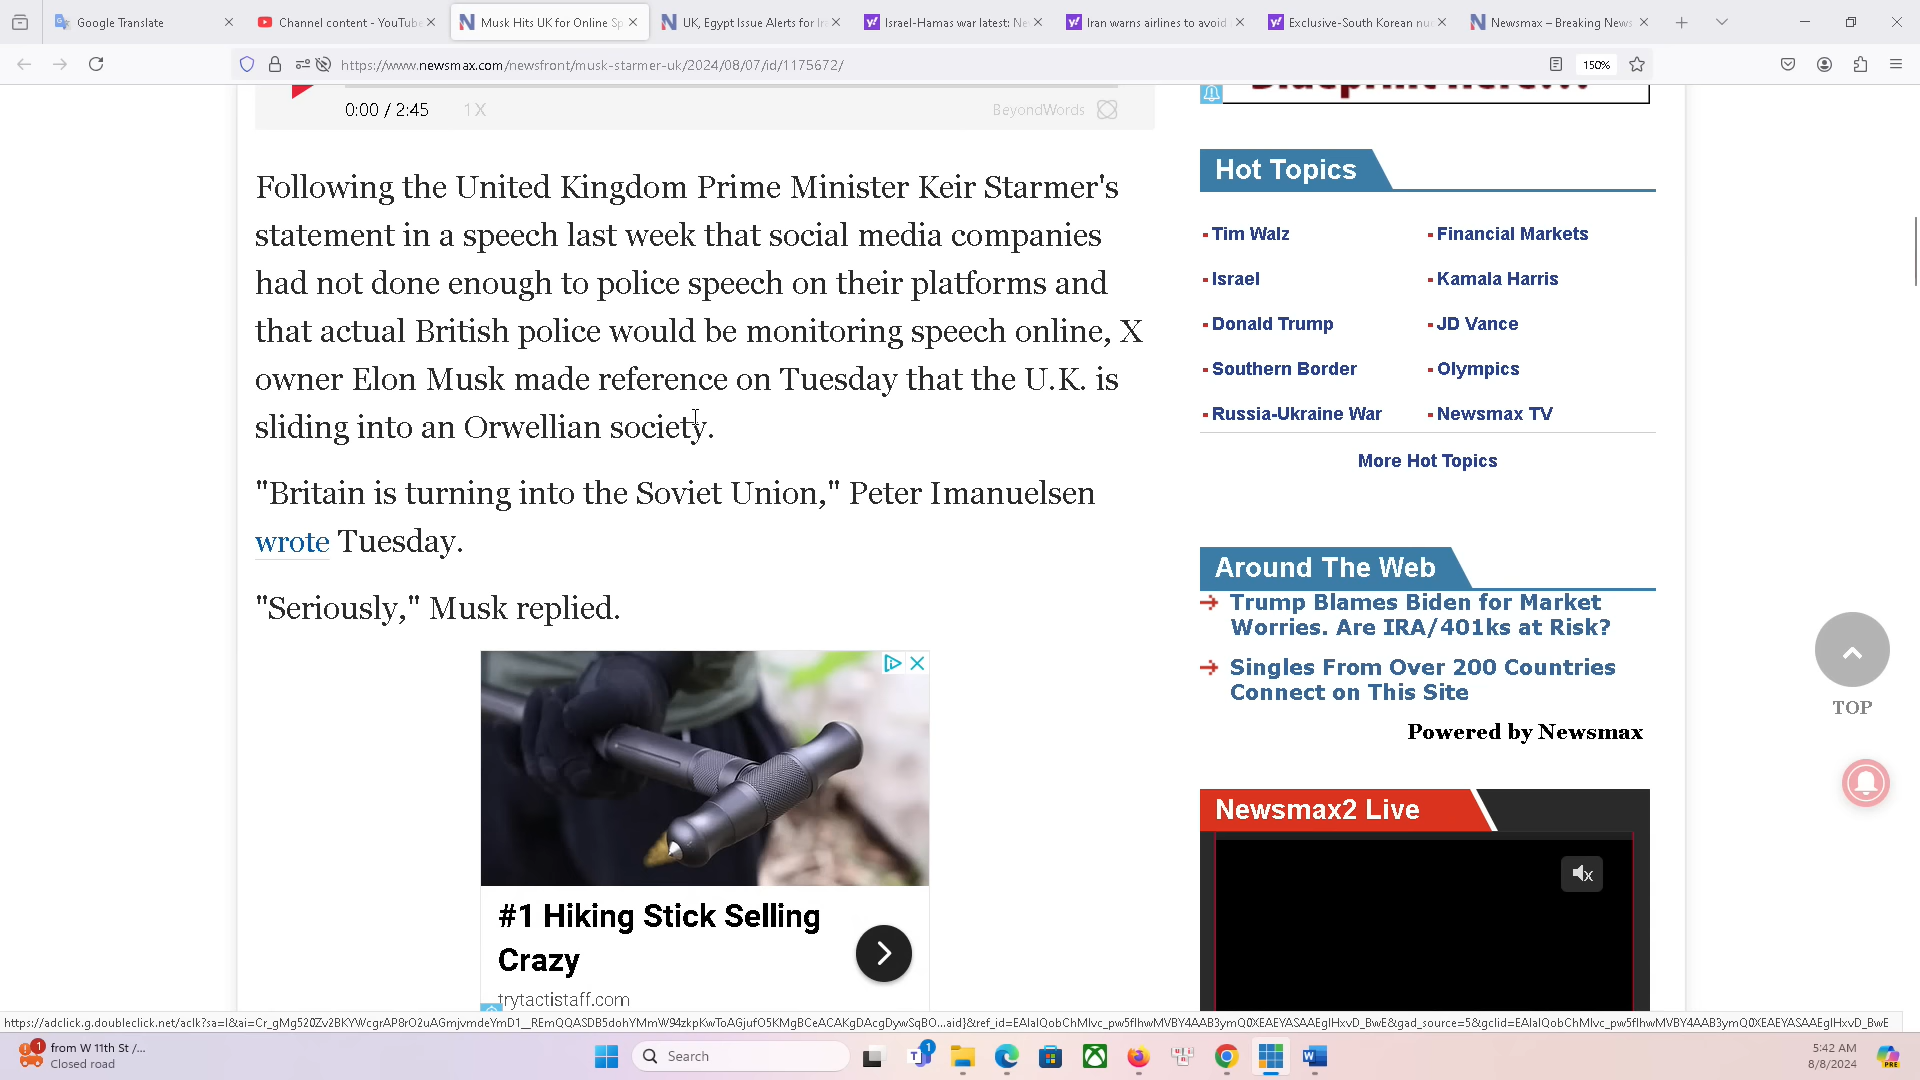 Google Translate
Channel content - YouTube
Musk Hits UK for Online Sp
UK, Egypt Issue Alerts for Ir
Israel-Hamas war latest: Ne
Iran warns airlines to avoid
Exclusive-South Korean nu
Newsmax – Breaking News
https://www.newsmax.com/newsfront/musk-starmer-uk/2024/08/07/id/1175672/
150%
0:00 / 2:45
1X
BeyondWords
Following the United Kingdom Prime Minister Keir Starmer's
statement in a speech last week that social media companies
had not done enough to police speech on their platforms and
that actual British police would be monitoring speech online, X
owner Elon Musk made reference on Tuesday that the U.K. is
sliding into an Orwellian society.
"Britain is turning into the Soviet Union," Peter Imanuelsen
wrote Tuesday.
"Seriously," Musk replied.
#1 Hiking Stick Selling
Crazy
trytactistaff.com
Hot Topics
Tim Walz
Financial Markets
Israel
Kamala Harris
Donald Trump
JD Vance
Southern Border
Olympics
Russia-Ukraine War
Newsmax TV
More Hot Topics
Around The Web
Trump Blames Biden for Market
Worries. Are IRA/401ks at Risk?
Singles From Over 200 Countries
Connect on This Site
Powered by Newsmax
Newsmax2 Live
TOP
from W 11th St /...
Closed road
1
Search
1
5:42 AM
8/8/2024
PRE